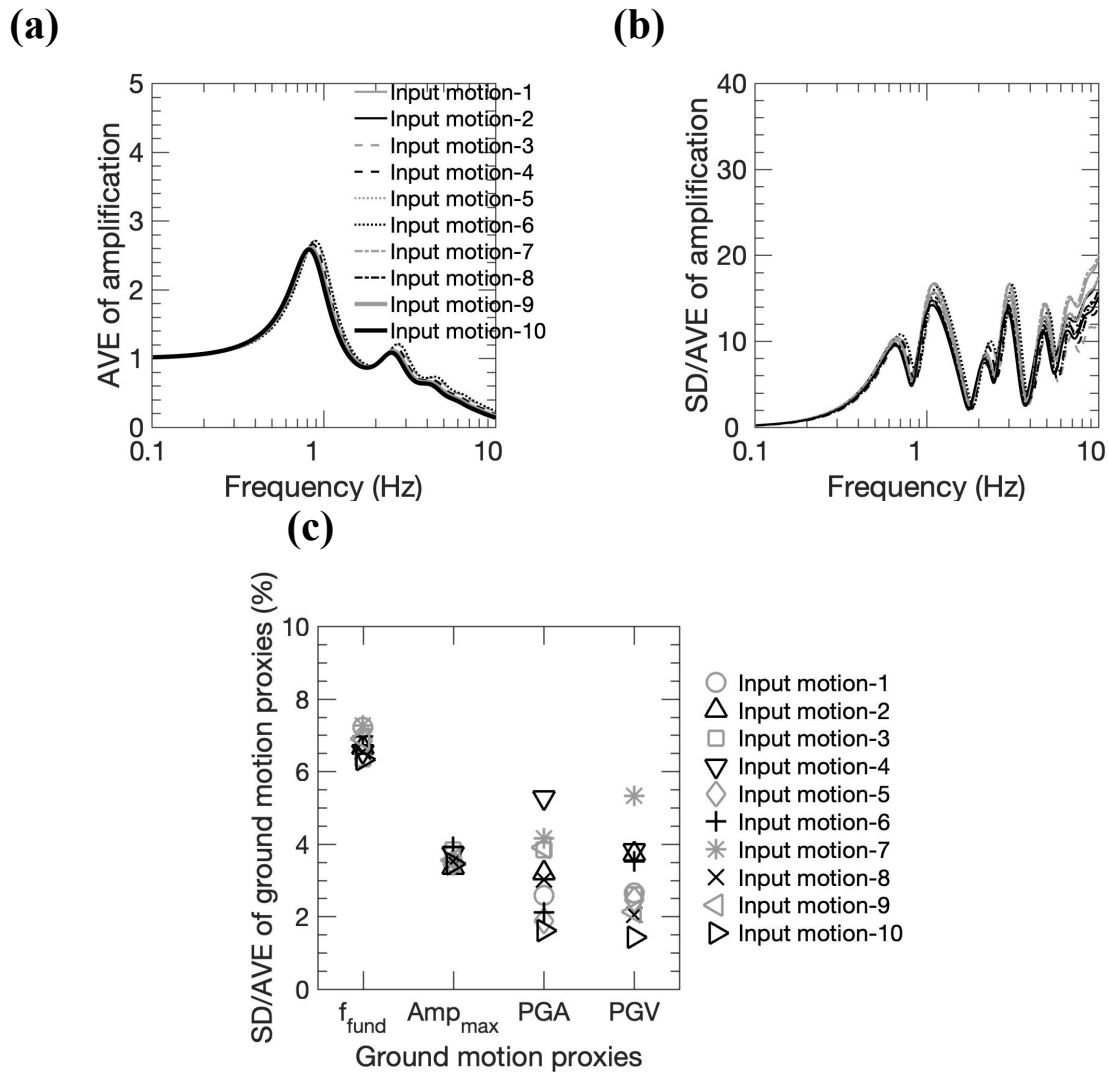 (a)
(b)
5
4
3
2
1
0
0.1
1
10
AVE of amplification
Frequency (Hz)
Input motion-1
Input motion-2
Input motion-3
Input motion-4
Input motion-5
Input motion-6
Input motion-7
Input motion-8
Input motion-9
Input motion-10
40
30
20
10
0
0.1
1
10
SD/AVE of amplification
Frequency (Hz)
(c)
10
8
6
4
2
0
SD/AVE of ground motion proxies (%)
f_fund Amp_max PGA PGV
Ground motion proxies
Input motion-1
Input motion-2
Input motion-3
Input motion-4
Input motion-5
Input motion-6
Input motion-7
Input motion-8
Input motion-9
Input motion-10